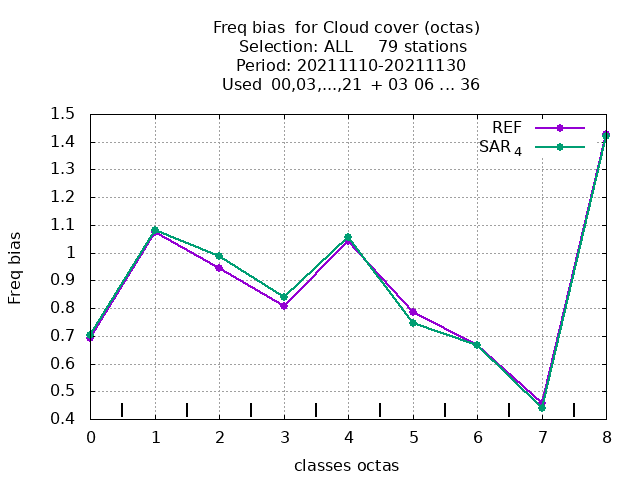 Freq bias  for Cloud cover (octas)
Selection: ALL     79 stations
Period: 20211110-20211130
Used  00,03,...,21  + 03 06 ... 36
REF
SAR 4
1.5
1.4
1.3
1.2
1.1
1
0.9
0.8
0.7
0.6
0.5
0.4
Freq bias
0 1 2 3 4 5 6 7 8
classes octas